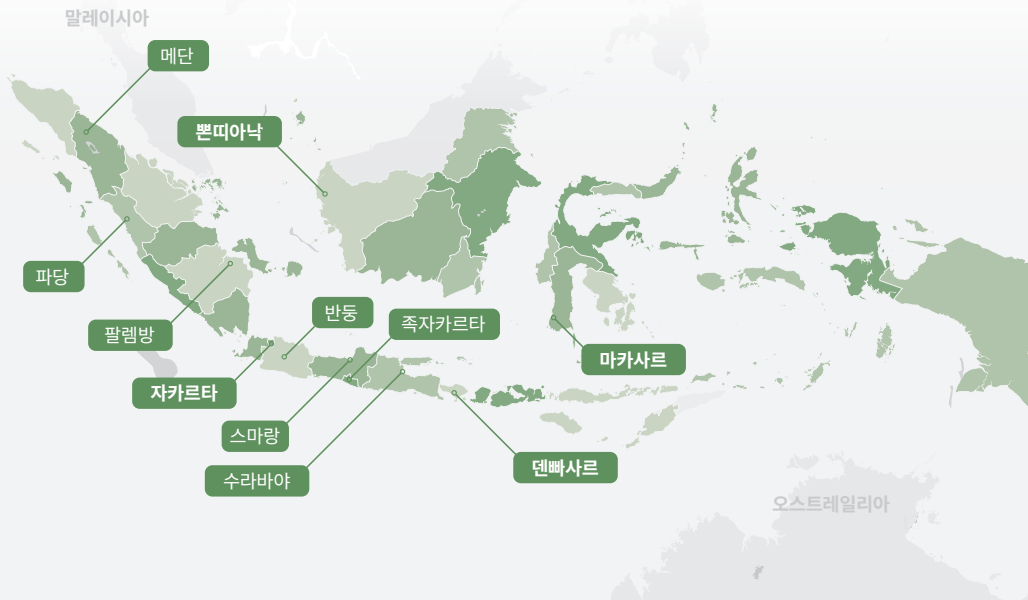 말레이시아
메단
뽄띠아낙
파당
반둥
족자카르타
팔렘방
마카사르
자카르타
스마랑
덴빠사르
수라바야
오스트레일리아